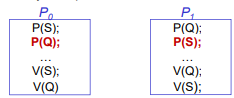 P0
P(S);
P(Q);
...
V(S);
V(Q)
P1
P(Q);
P(S);
...
V(Q);
V(S);